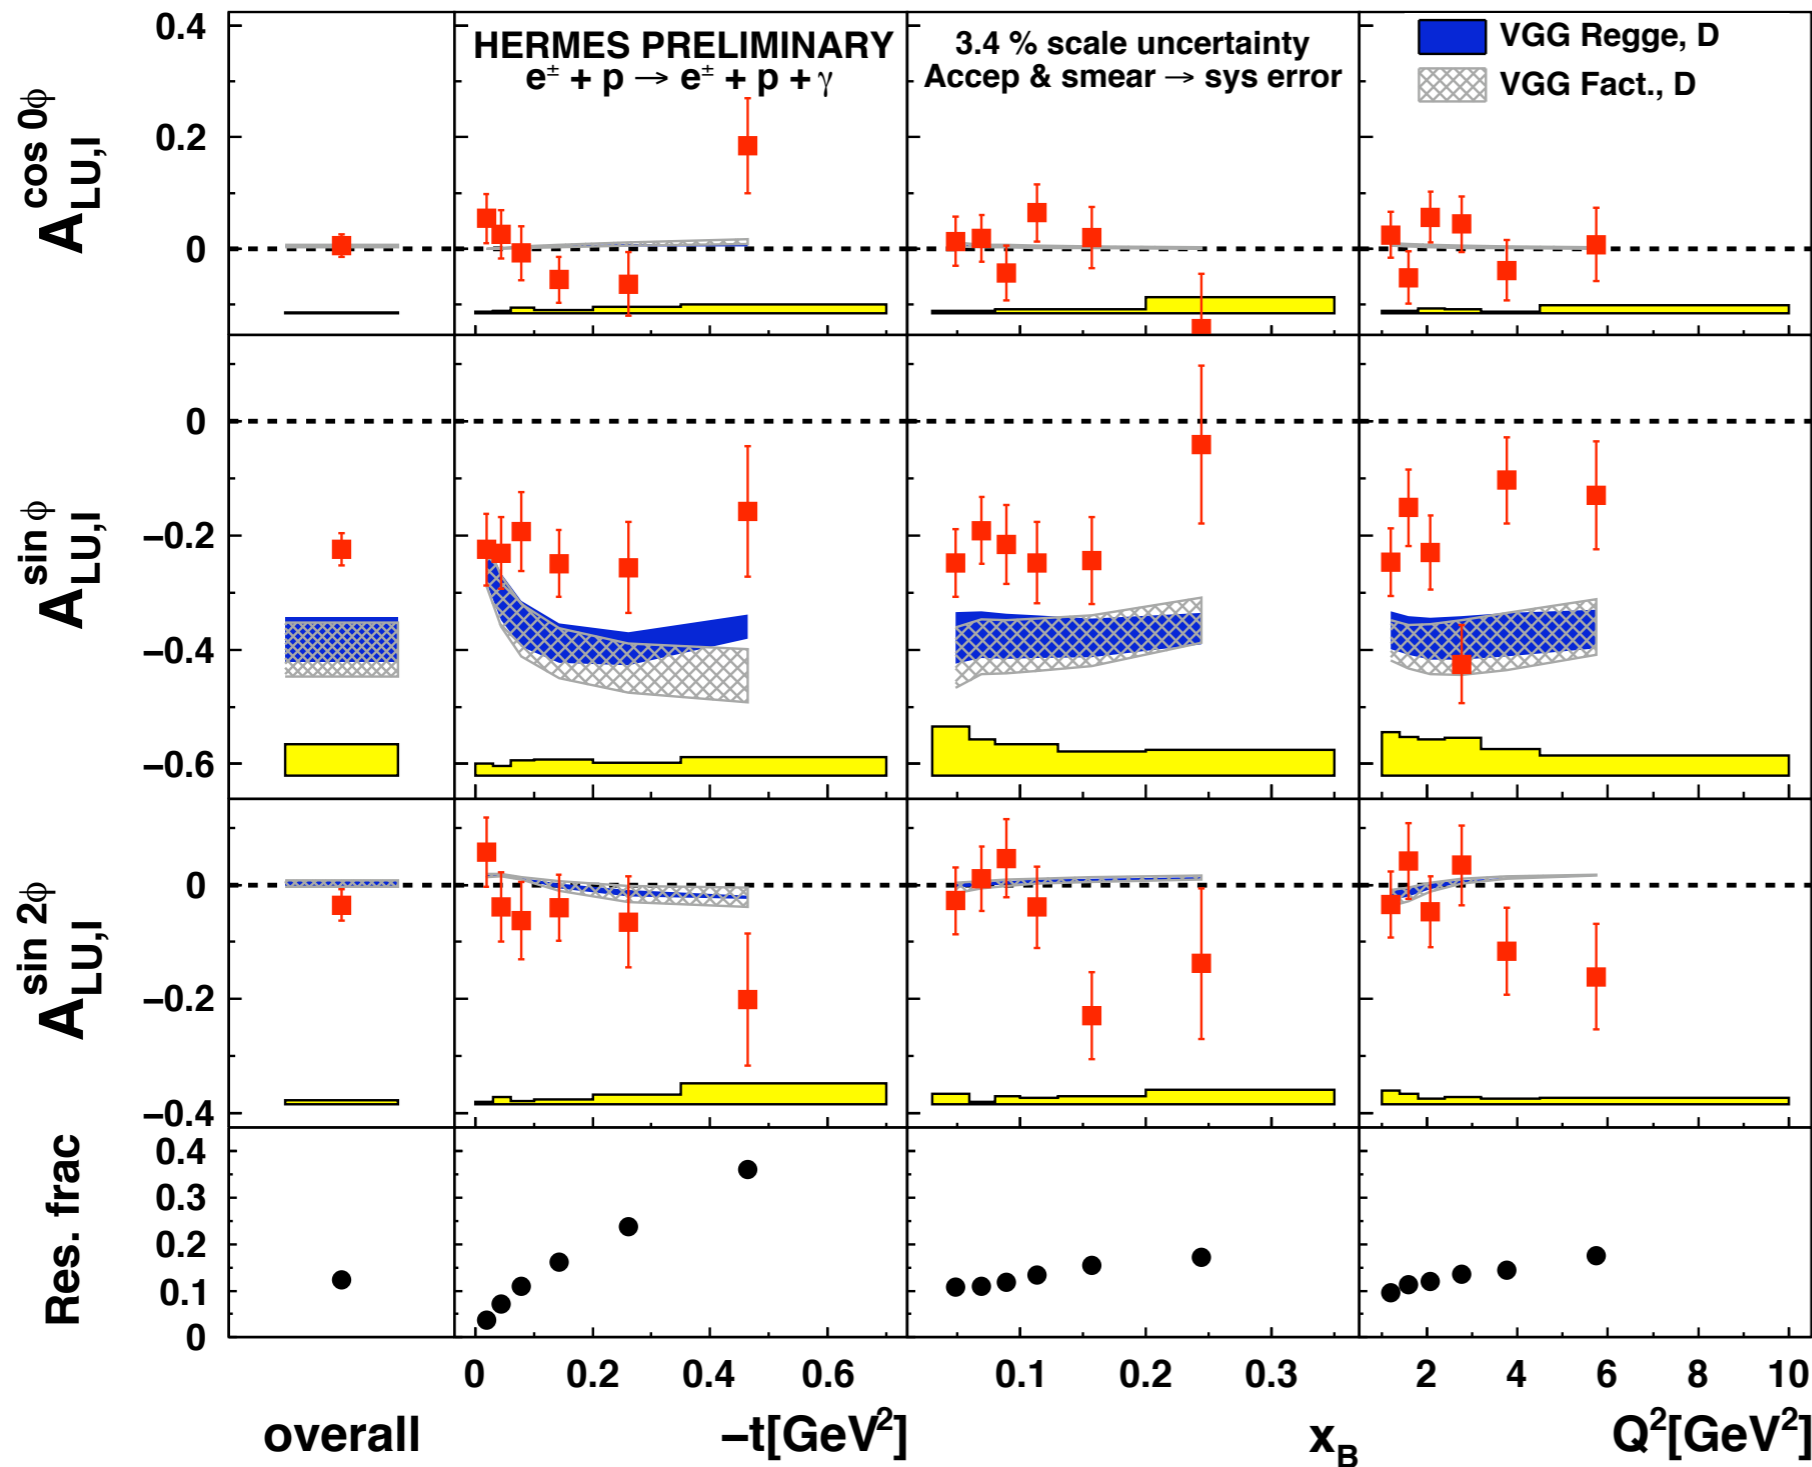 HERMES PRELIMINARY
e± + p → e± + p + γ
3.4 % scale uncertainty
Accep & smear → sys error
VGG Regge, D
VGG Fact., D
A_LU,I^cos 0ϕ
0.4
0.2
0
A_LU,I^sin ϕ
0
−0.2
−0.4
−0.6
A_LU,I^sin 2ϕ
0
−0.2
−0.4
Res. frac
0.4
0.3
0.2
0.1
0
0 0.2 0.4 0.6
0.1 0.2 0.3
2 4 6 8 10
overall
−t[GeV²]
x_B
Q²[GeV²]